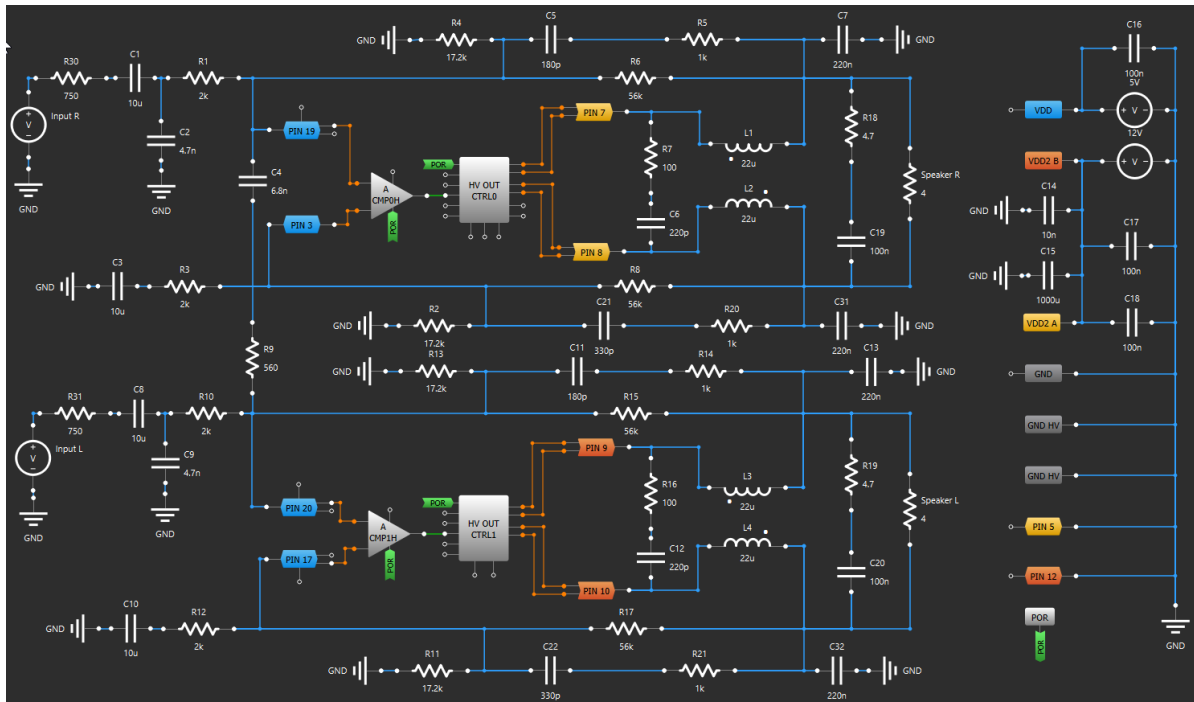 R4
17.2k
GND
C5
180p
R5
1k
C7
220n
GND
C16
100n
R30
750
C1
10u
R1
2k
R6
56k
5V
VDD
12V
VDD2 B
Input R
GND
C2
4.7n
GND
PIN 19
C4
6.8n
PIN 3
A
CMP0H
POR
POR
HV OUT
CTRL0
PIN 7
PIN 8
R7
100
C6
220p
L1
22u
L2
22u
R18
4.7
C19
100n
Speaker R
4
GND
C14
10n
GND
C15
1000u
C17
100n
VDD2 A
C18
100n
GND
C3
10u
R3
2k
R8
56k
GND
R2
17.2k
C21
330p
R20
1k
C31
220n
GND
R9
560
GND
R13
17.2k
C11
180p
R14
1k
C13
220n
GND
GND
GND HV
GND HV
PIN 5
PIN 12
POR
POR
GND
R31
750
C8
10u
R10
2k
R15
56k
Input L
GND
C9
4.7n
GND
PIN 20
PIN 17
A
CMP1H
POR
POR
HV OUT
CTRL1
PIN 9
PIN 10
R16
100
C12
220p
L3
22u
L4
22u
R19
4.7
C20
100n
Speaker L
4
GND
C10
10u
R12
2k
R17
56k
GND
R11
17.2k
C22
330p
R21
1k
C32
220n
GND